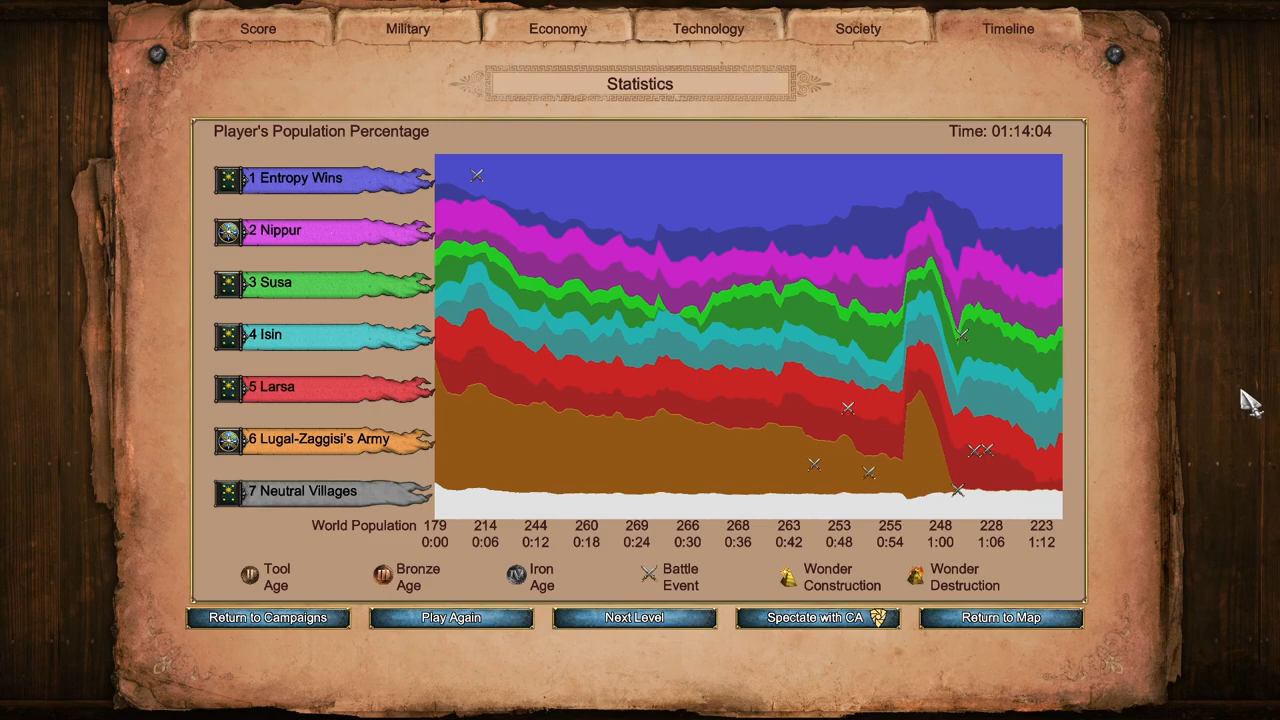 Score Military Economy Technology Society Timeline
Statistics
Player's Population Percentage Time: 01:14:04
1 Entropy Wins
2 Nippur
3 Susa
4 Isin
5 Larsa
6 Lugal-Zaggisi's Army
7 Neutral Villages
World Population 179 214 244 260 269 266 268 263 253 255 248 228 223
0:00 0:06 0:12 0:18 0:24 0:30 0:36 0:42 0:48 0:54 1:00 1:06 1:12
Tool Age
Bronze Age
Iron Age
Battle Event
Wonder Construction
Wonder Destruction
Return to Campaigns Play Again Next Level Spectate with CA Return to Map